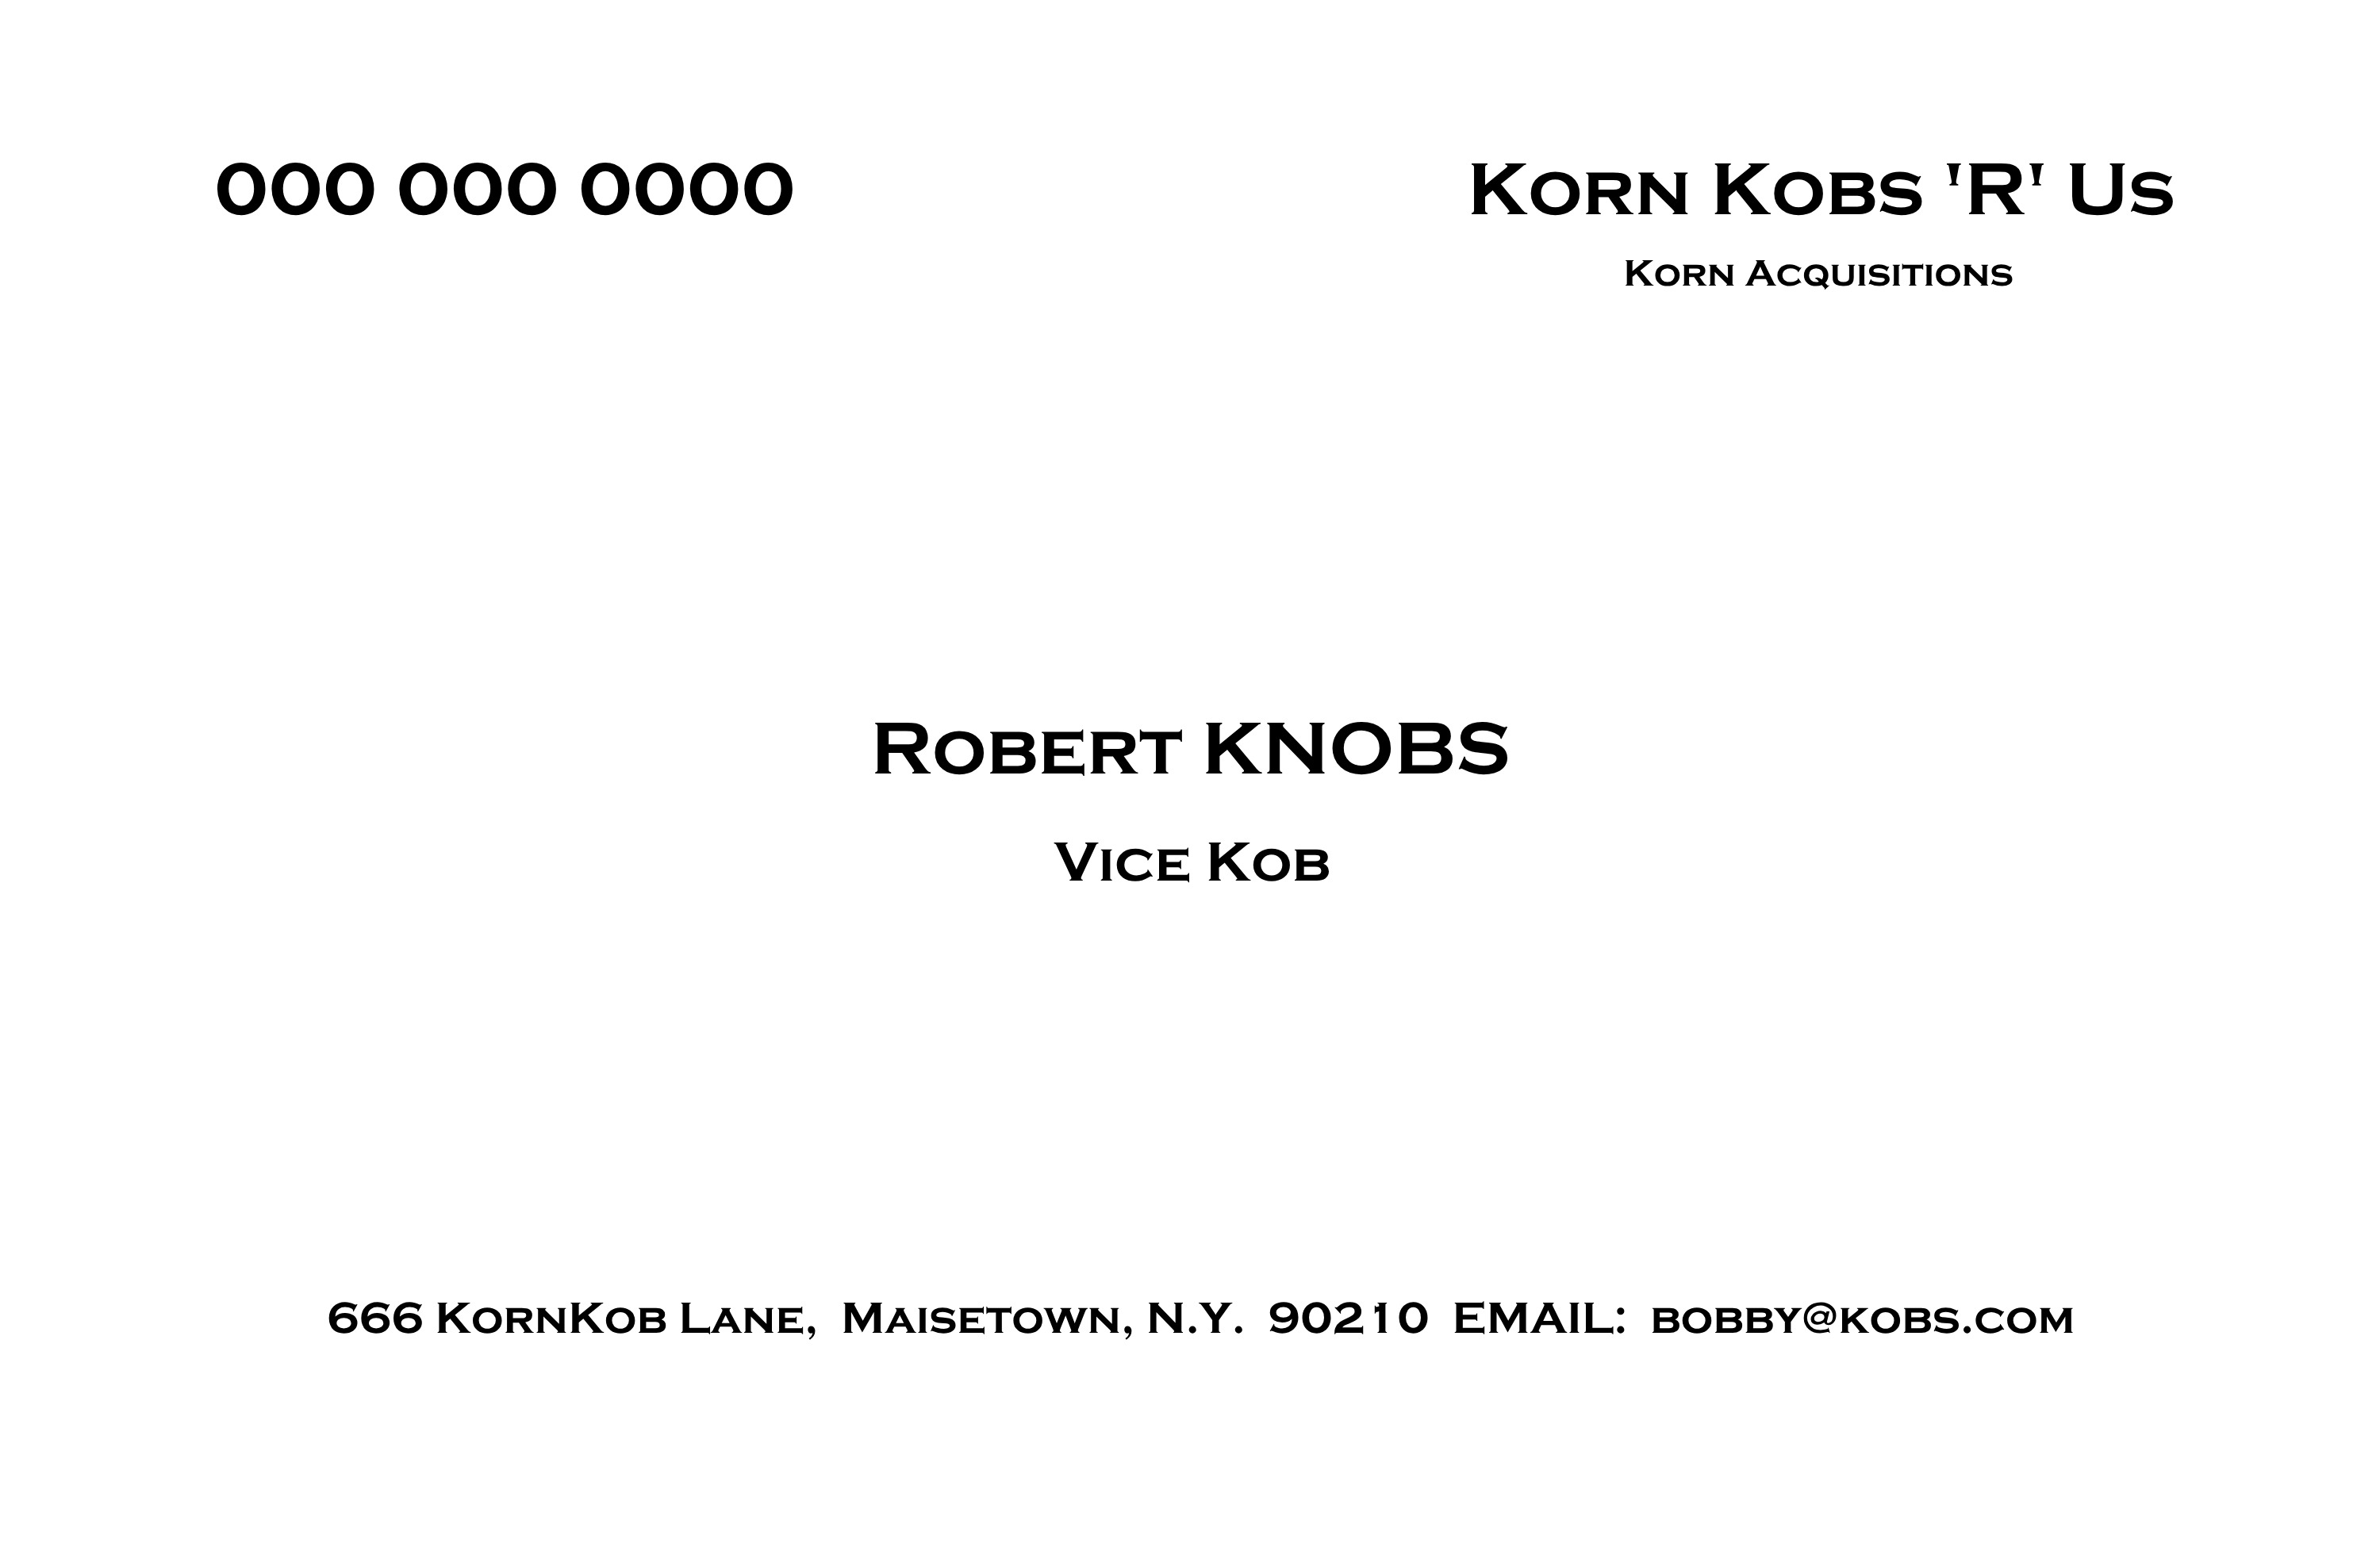 000 000 0000
Korn Kobs 'R' Us
Korn Acquisitions
Robert KNOBS
Vice Kob
666 KornKob Lane, Maisetown, N.Y. 90210 EMAIL: bobby@kobs.com